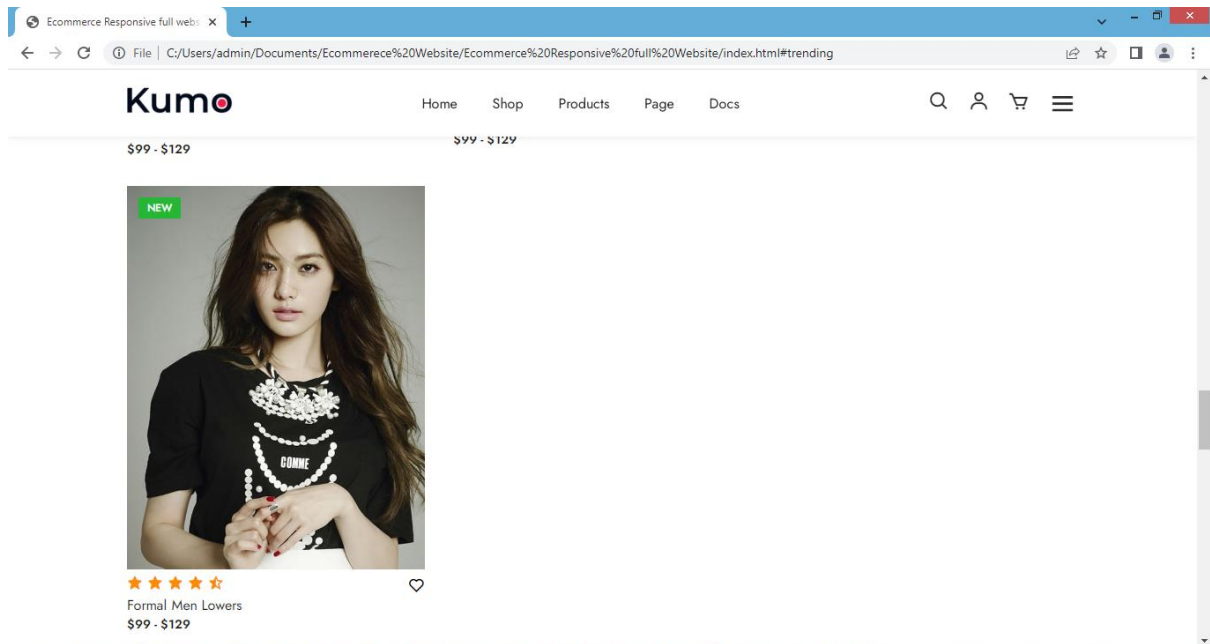 Ecommerce Responsive full webs
File | C:/Users/admin/Documents/Ecommerece%20Website/Ecommerce%20Responsive%20full%20Website/index.html#trending
Kumo
Home Shop Products Page Docs
$99 - $129
$99 - $129
NEW
COMME
Formal Men Lowers
$99 - $129